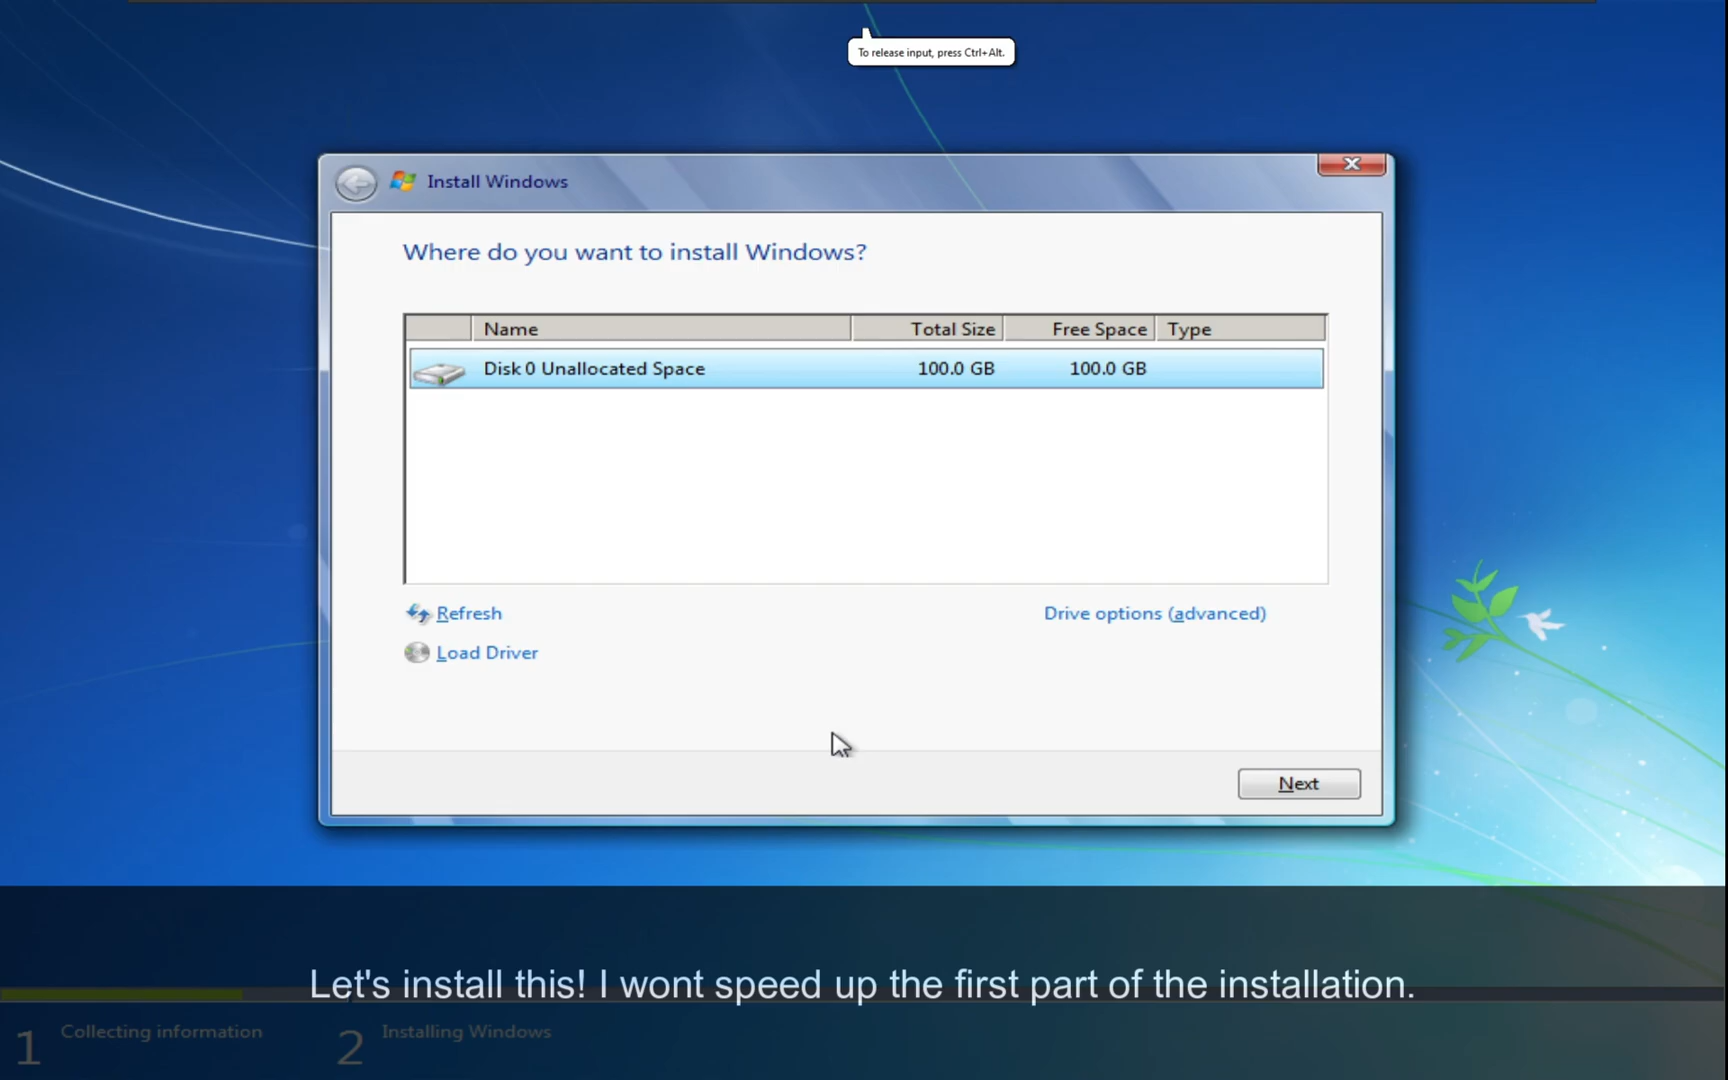 To release input, press Ctrl+Alt.
Install Windows
Where do you want to install Windows?
Name Total Size Free Space Type
Disk 0 Unallocated Space 100.0 GB 100.0 GB
Refresh Drive options (advanced)
Load Driver
Next
Let's install this! I wont speed up the first part of the installation.
1 Collecting information 2 Installing Windows